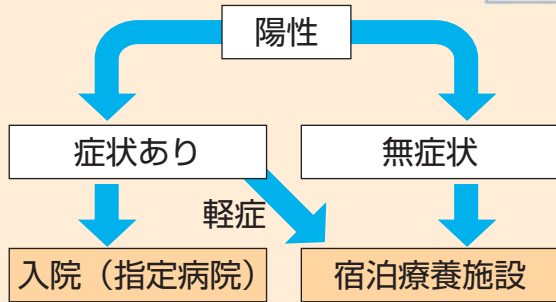 陽性
症状あり
無症状
軽症
入院（指定病院）
宿泊療養施設